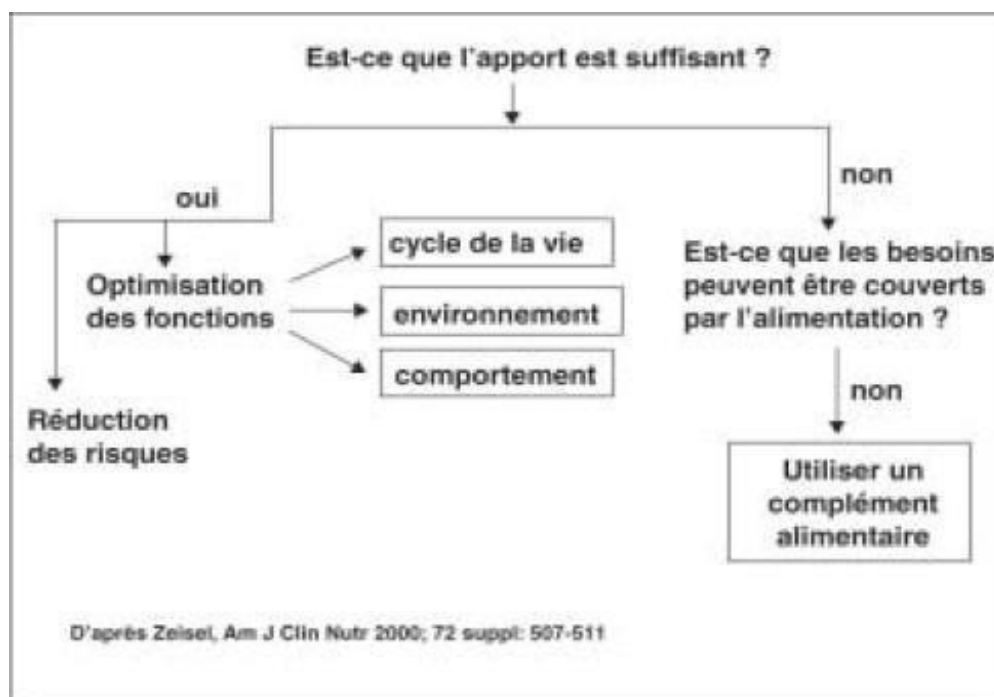 Est-ce que l'apport est suffisant ?
oui
non
Optimisation
des fonctions
cycle de la vie
environnement
comportement
Est-ce que les besoins
peuvent être couverts
par l'alimentation ?
Réduction
des risques
non
Utiliser un
complément
alimentaire
D'après Zeisel, Am J Clin Nutr 2000; 72 suppl: 507-511